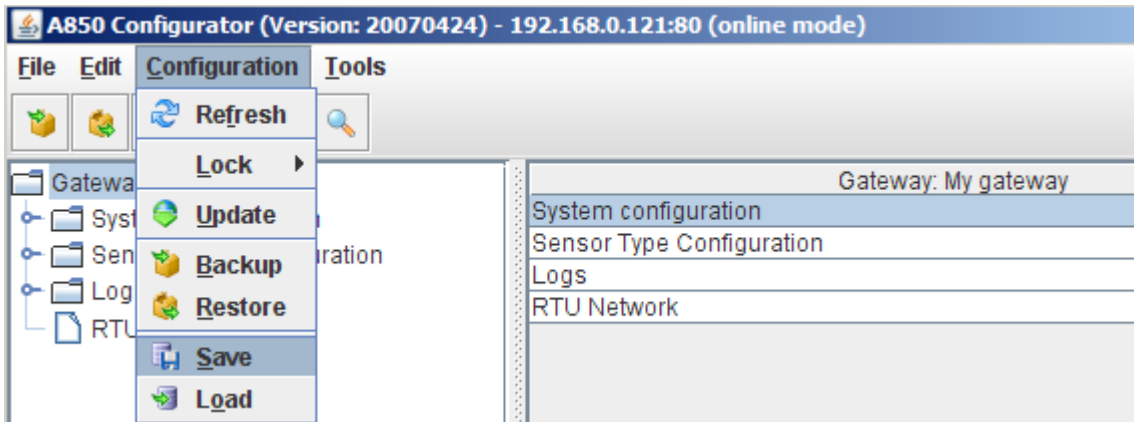 A850 Configurator (Version: 20070424) - 192.168.0.121:80 (online mode)
File Edit Configuration Tools
Refresh
Lock
Update
Backup
Restore
Save
Load
Gateway: My gateway
System configuration
Sensor Type Configuration
Logs
RTU Network